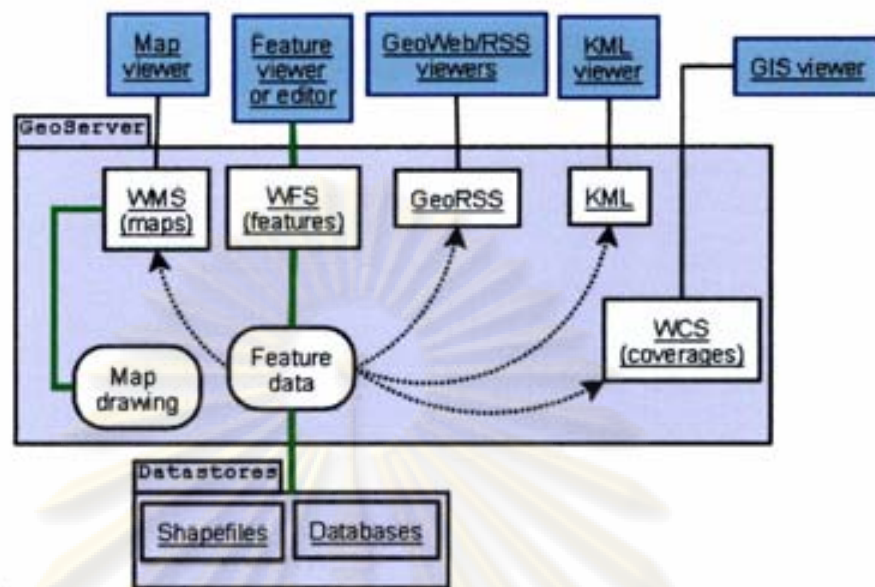 Map
viewer
Feature
viewer
or editor
GeoWeb/RSS
viewers
KML
viewer
GIS viewer
GeoServer
WMS
(maps)
WFS
(features)
GeoRSS
KML
WCS
(coverages)
Map
drawing
Feature
data
Datastores
Shapefiles
Databases